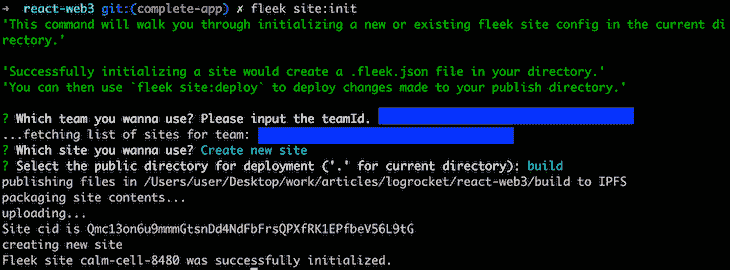 → react-web3 git:(complete-app) ✗ fleek site:init
'This command will walk you through initializing a new or existing fleek site config in the current di
rectory.'
'Successfully initializing a site would create a .fleek.json file in your directory.'
'You can then use `fleek site:deploy` to deploy changes made to your publish directory.'
? Which team you wanna use? Please input the teamId.
...fetching list of sites for team:
? Which site you wanna use? Create new site
? Select the public directory for deployment ('.' for current directory): build
publishing files in /Users/user/Desktop/work/articles/logrocket/react-web3/build to IPFS
packaging site contents...
uploading...
Site cid is Qmc13on6u9mmmGtsnDd4NdFbFrsQPXfRK1EPfbeV56L9tG
creating new site
Fleek site calm-cell-8480 was successfully initialized.